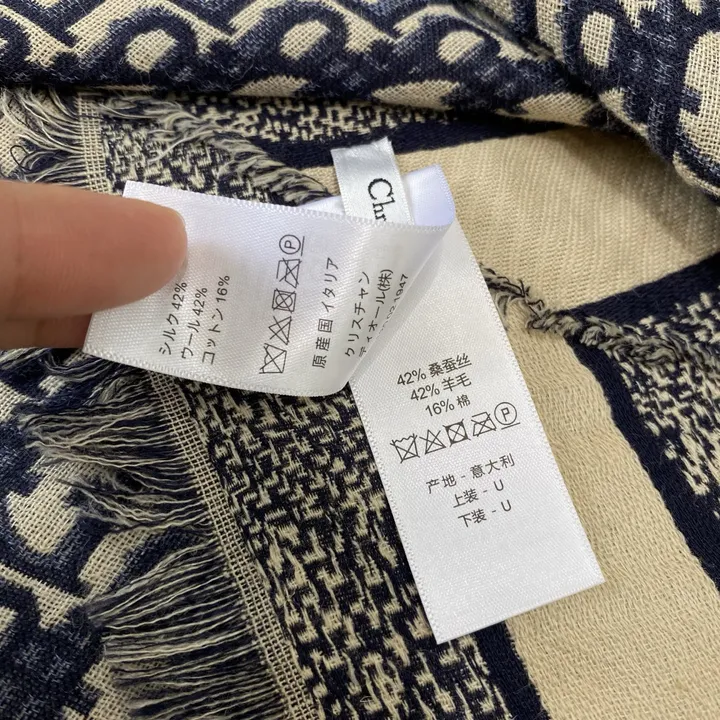 Chr
シルク 42%
ウール 42%
コットン 16%
P
原産国 イタリア
クリスチャン
ディオール(株)
1947
42% 桑蚕丝
42% 羊毛
16% 棉
P
产地 - 意大利
上装 - U
下装 - U